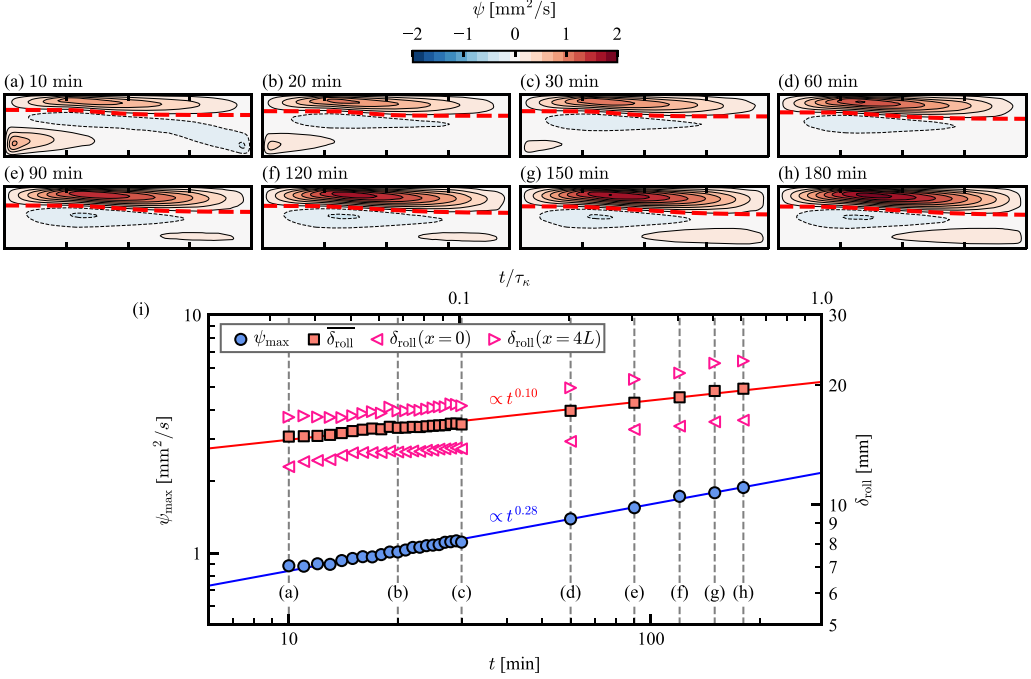 ψ [mm²/s]
−2 −1 0 1 2
(a) 10 min (b) 20 min (c) 30 min (d) 60 min
(e) 90 min (f) 120 min (g) 150 min (h) 180 min
t/τκ
(i) 0.1 1.0
10 30
ψmax δroll δroll(x = 0) δroll(x = 4L)
20
∝ t^0.10
ψmax [mm²/s]
δroll [mm]
∝ t^0.28
10
9
8
1
7
(a) (b) (c) (d) (e) (f) (g) (h)
6
5
10 100
t [min]